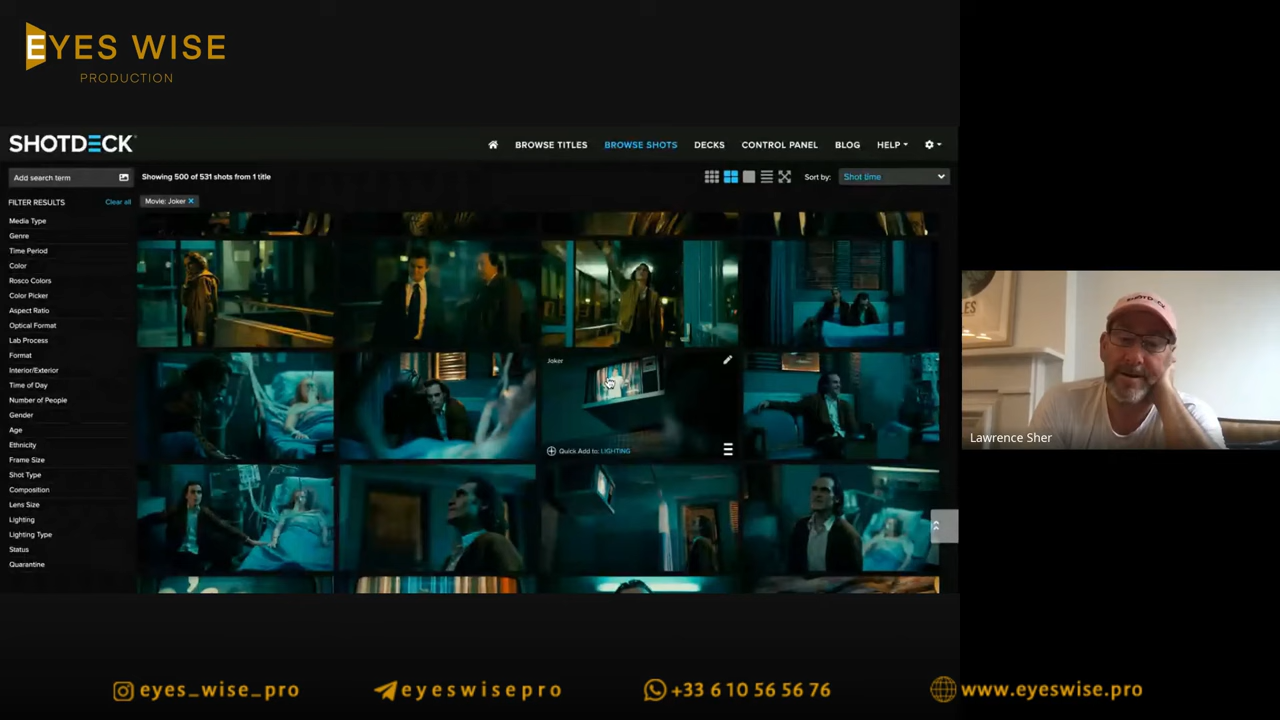 EYES WISE
PRODUCTION
SHOTDECK
BROWSE TITLES
BROWSE SHOTS
DECKS
CONTROL PANEL
BLOG
HELP
Add search term
Showing 500 of 531 shots from 1 title
Sort by:
Shot time
FILTER RESULTS
Clear all
Movie: Joker ×
Media Type
Genre
Time Period
Color
Rosco Colors
Color Picker
Aspect Ratio
Optical Format
Lab Process
Format
Interior/Exterior
Time of Day
Number of People
Gender
Age
Ethnicity
Frame Size
Shot Type
Composition
Lens Size
Lighting
Lighting Type
Status
Quarantine
Joker
Quick Add to: LIGHTING
SHOTDECK
Lawrence Sher
eyes_wise_pro
eyeswisepro
+33 6 10 56 56 76
www.eyeswise.pro